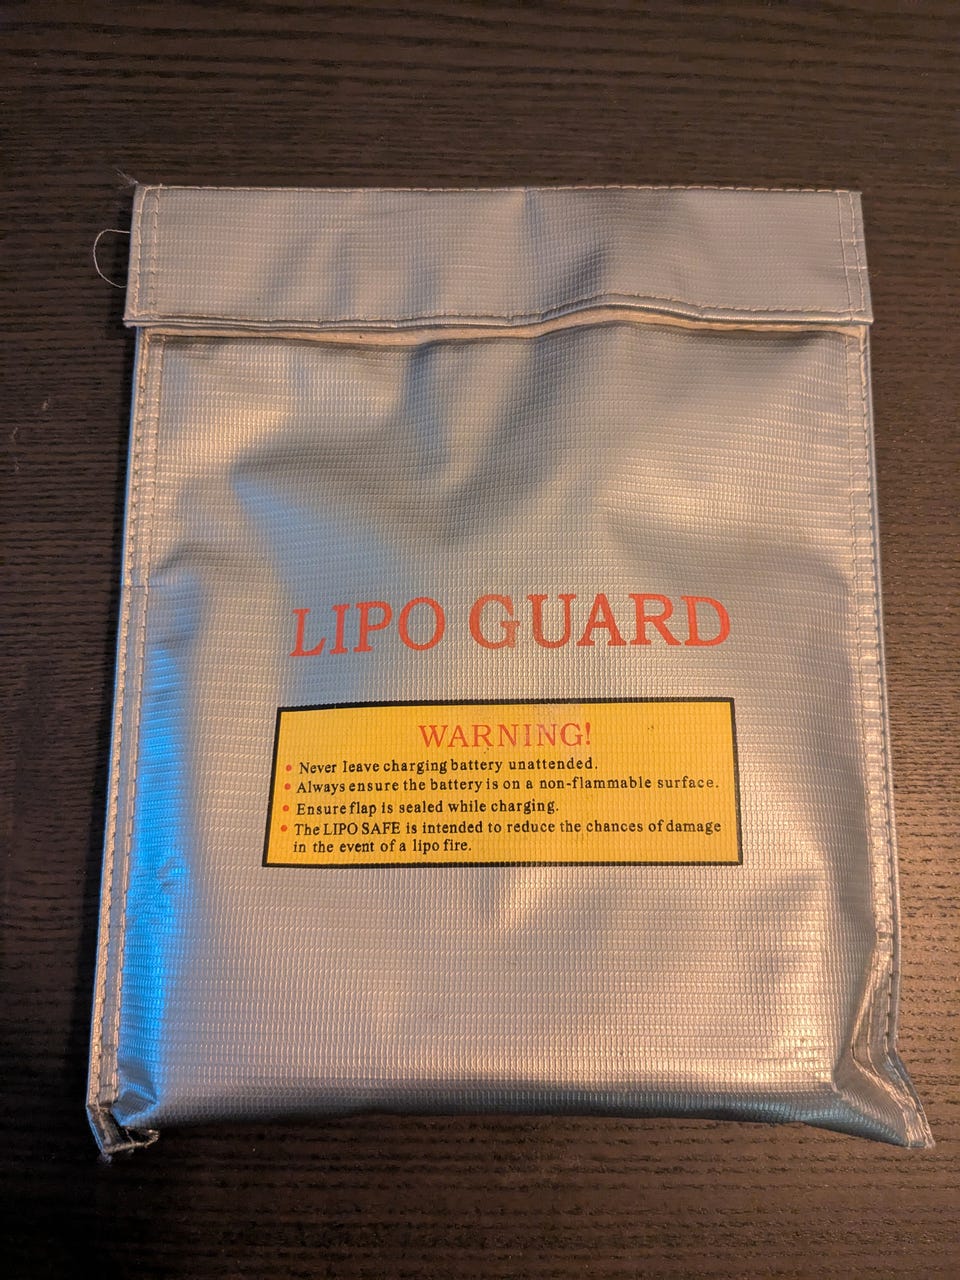 LIPO GUARD
WARNING!
• Never leave charging battery unattended.
• Always ensure the battery is on a non-flammable surface.
• Ensure flap is sealed while charging.
• The LIPO SAFE is intended to reduce the chances of damage
in the event of a lipo fire.